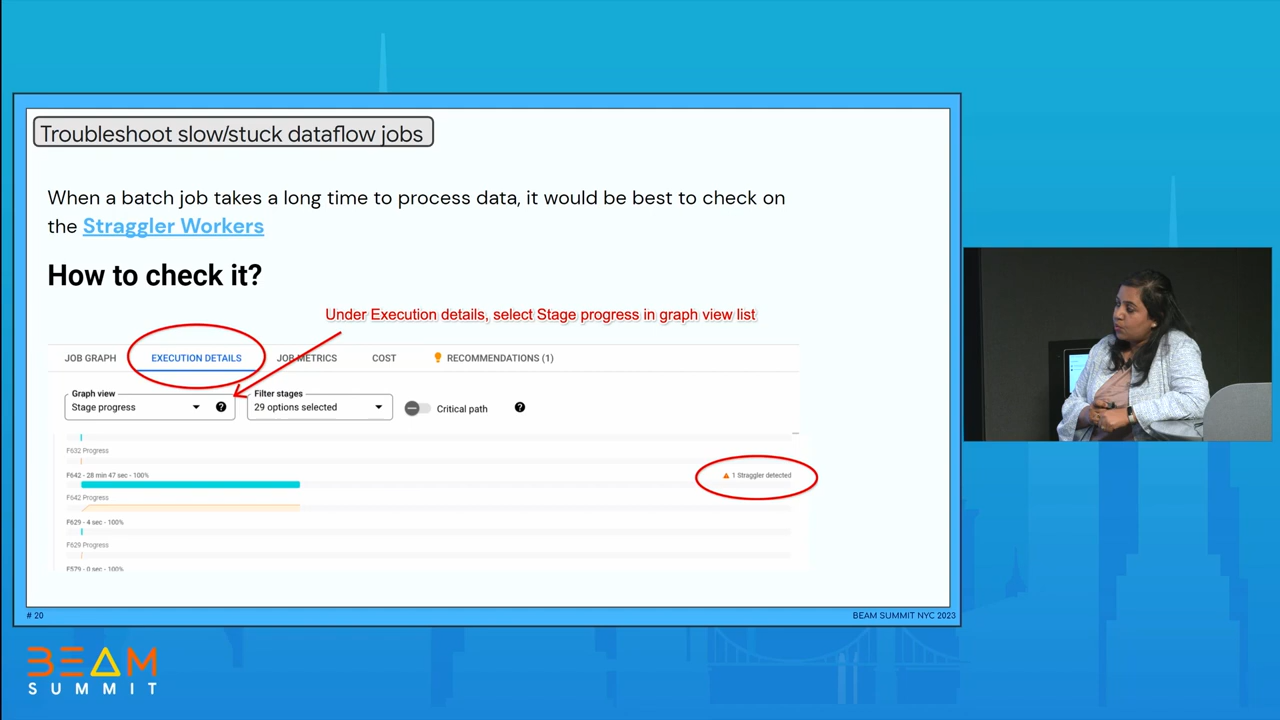 Troubleshoot slow/stuck dataflow jobs
When a batch job takes a long time to process data, it would be best to check on
the Straggler Workers
How to check it?
Under Execution details, select Stage progress in graph view list
JOB GRAPH EXECUTION DETAILS JOB METRICS COST RECOMMENDATIONS (1)
Graph view Filter stages
Stage progress 29 options selected Critical path
F632 Progress
F642 - 28 min 47 sec - 100% 1 Straggler detected
F642 Progress
F629 - 4 sec - 100%
F629 Progress
F579 - 0 sec - 100%
# 20 BEAM SUMMIT NYC 2023
BEAM
SUMMIT